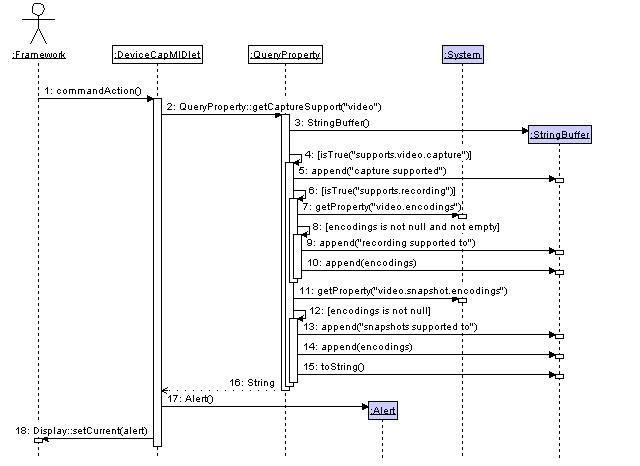 :Framework :DeviceCapMIDlet :QueryProperty :System
1: commandAction()
2: QueryProperty::getCaptureSupport("video")
3: StringBuffer()
:StringBuffer
4: [isTrue("supports.video.capture")]
5: append("capture supported")
6: [isTrue("supports.recording")]
7: getProperty("video.encodings")
8: [encodings is not null and not empty]
9: append("recording supported to")
10: append(encodings)
11: getProperty("video.snapshot.encodings")
12: [encodings is not null]
13: append("snapshots supported to")
14: append(encodings)
15: toString()
16: String
17: Alert()
:Alert
18: Display::setCurrent(alert)